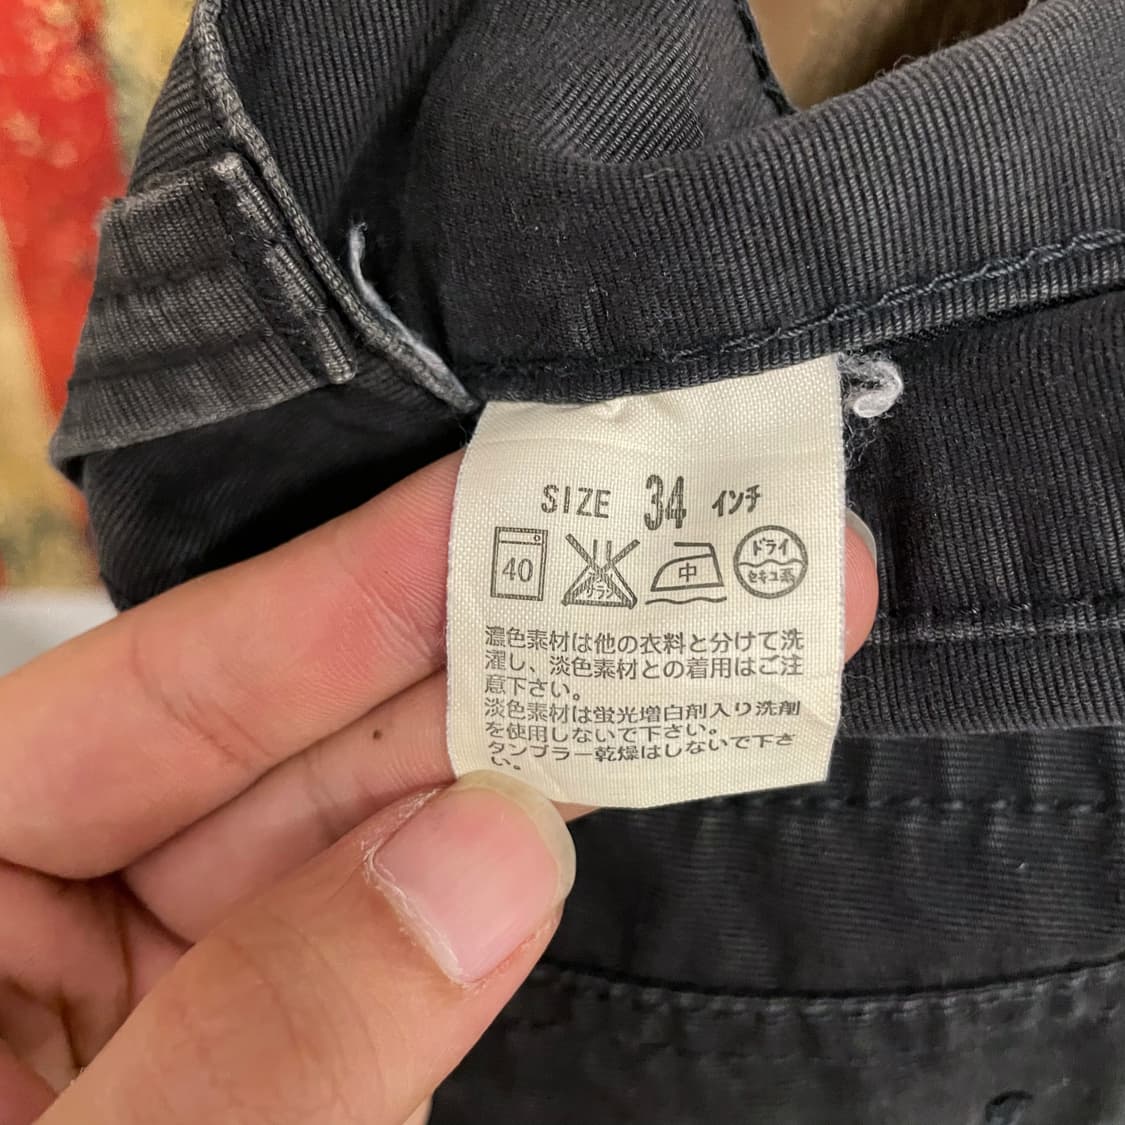 SIZE 34 インチ
40 サラシ 中 ドライ
セキユ系
濃色素材は他の衣料と分けて洗
濯し、淡色素材との着用はご注
意下さい。
淡色素材は蛍光増白剤入り洗剤
を使用しないで下さい。
タンブラー乾燥はしないで下さ
い。